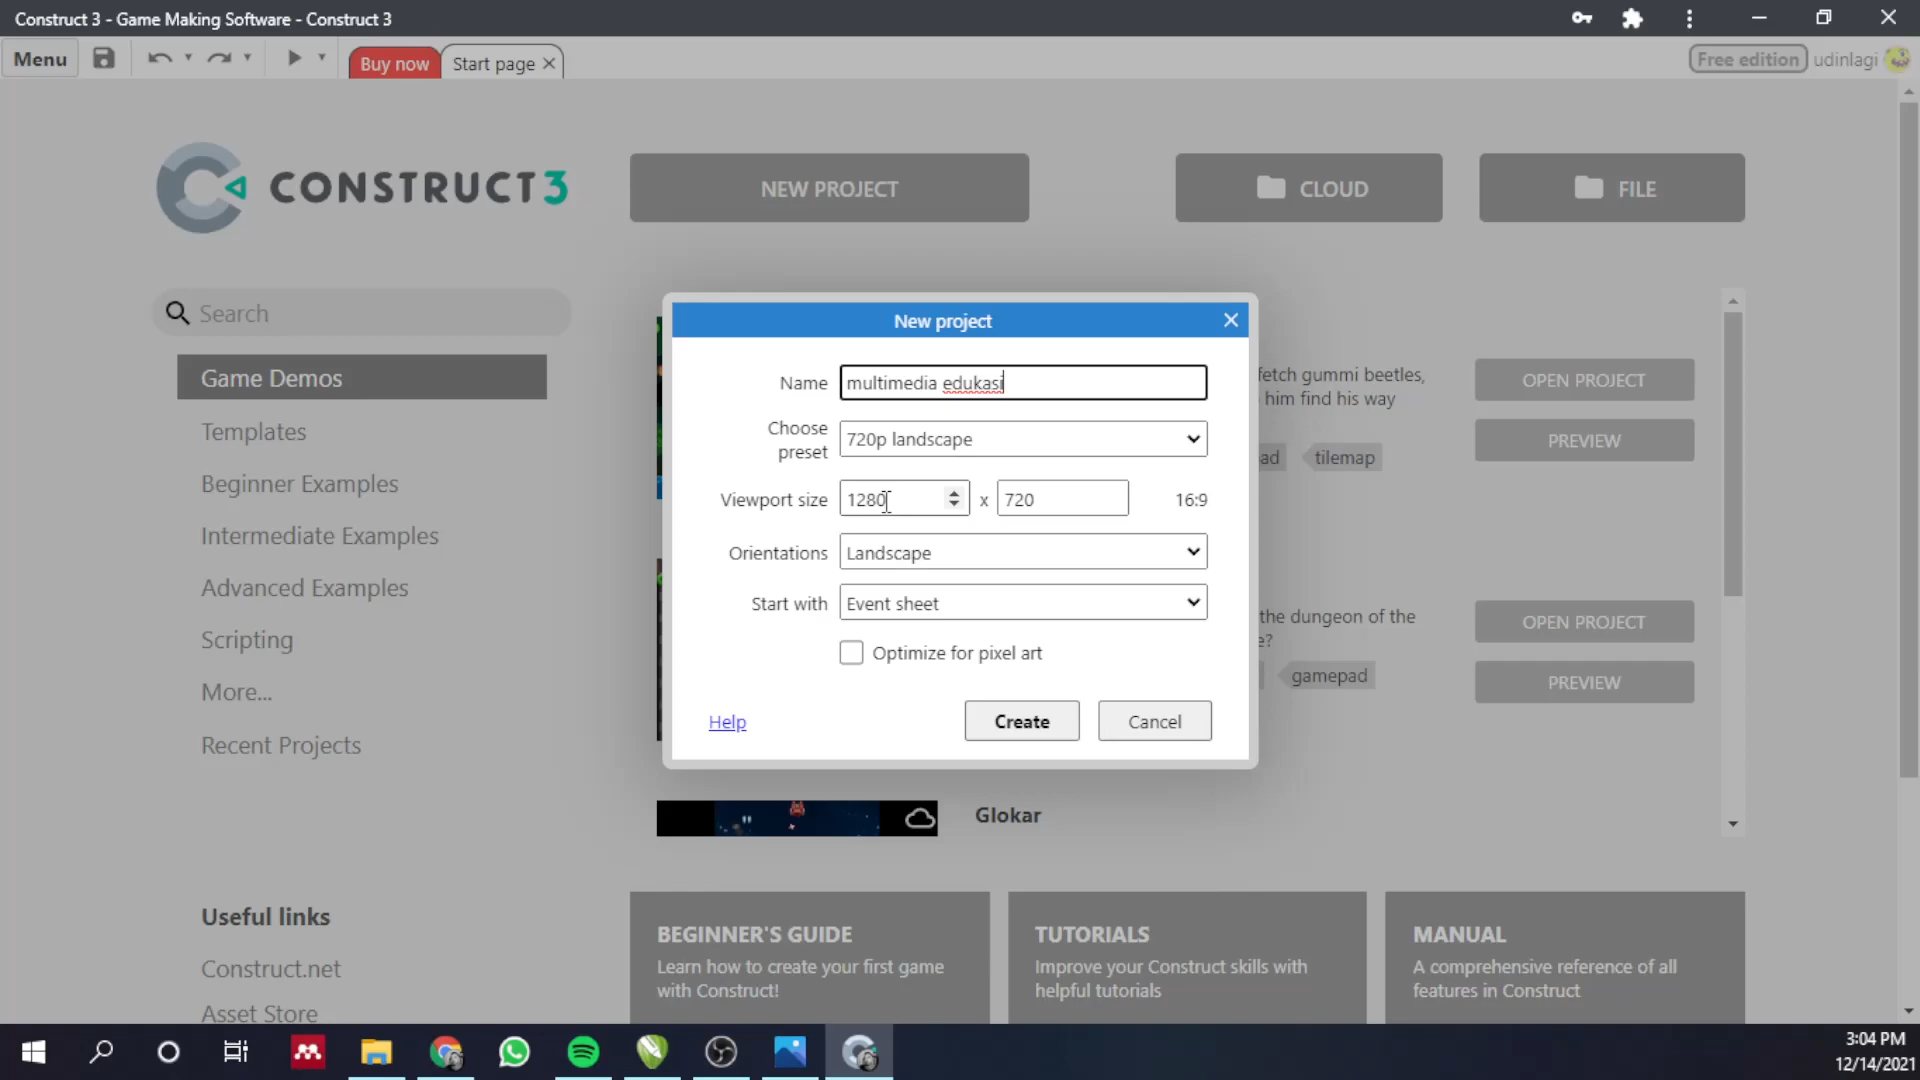 Construct 3 - Game Making Software - Construct 3
Menu
Buy now
Start page
Free edition
udinlagi
CONSTRUCT 3
NEW PROJECT
CLOUD
FILE
Search
Game Demos
Templates
Beginner Examples
Intermediate Examples
Advanced Examples
Scripting
More...
Recent Projects
New project
Name
multimedia edukasi
Choose
preset
720p landscape
Viewport size
1280
x
720
16:9
Orientations
Landscape
Start with
Event sheet
Optimize for pixel art
Help
Create
Cancel
fetch gummi beetles,
him find his way
tilemap
OPEN PROJECT
PREVIEW
the dungeon of the
gamepad
OPEN PROJECT
PREVIEW
Glokar
Useful links
Construct.net
Asset Store
BEGINNER'S GUIDE
Learn how to create your first game
with Construct!
TUTORIALS
Improve your Construct skills with
helpful tutorials
MANUAL
A comprehensive reference of all
features in Construct
3:04 PM
12/14/2021